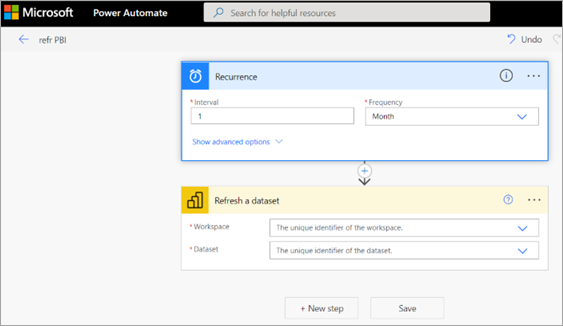 Microsoft Power Automate Search for helpful resources
refr PBI Undo
Recurrence
* Interval * Frequency
1 Month
Show advanced options
Refresh a dataset
* Workspace The unique identifier of the workspace.
* Dataset The unique identifier of the dataset.
+ New step Save